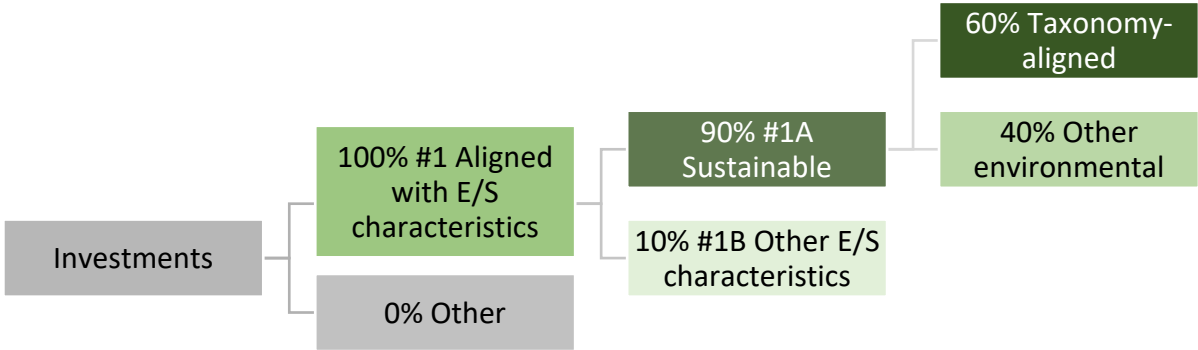 Investments
100% #1 Aligned
with E/S
characteristics
0% Other
90% #1A
Sustainable
10% #1B Other E/S
characteristics
60% Taxonomy-
aligned
40% Other
environmental